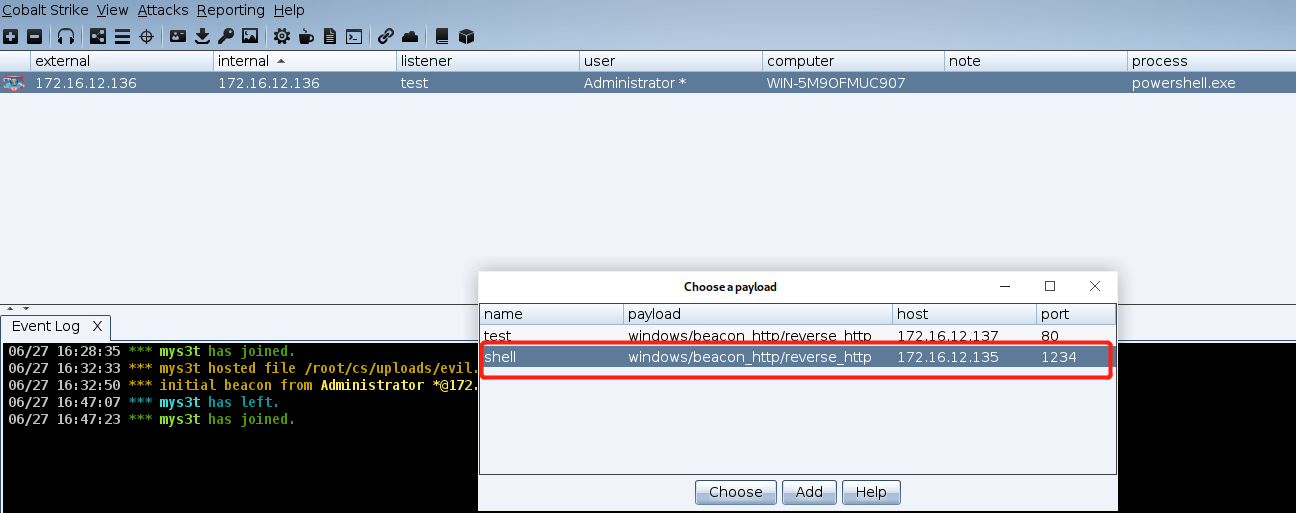 Cobalt Strike View Attacks Reporting Help
external internal listener user computer note process
172.16.12.136 172.16.12.136 test Administrator * WIN-5M9OFMUC907 powershell.exe
Choose a payload
name payload host port
test windows/beacon_http/reverse_http 172.16.12.137 80
shell windows/beacon_http/reverse_http 172.16.12.135 1234
Choose Add Help
Event Log X
06/27 16:28:35 *** mys3t has joined.
06/27 16:32:33 *** mys3t hosted file /root/cs/uploads/evil.
06/27 16:32:50 *** initial beacon from Administrator *@172.
06/27 16:47:07 *** mys3t has left.
06/27 16:47:23 *** mys3t has joined.